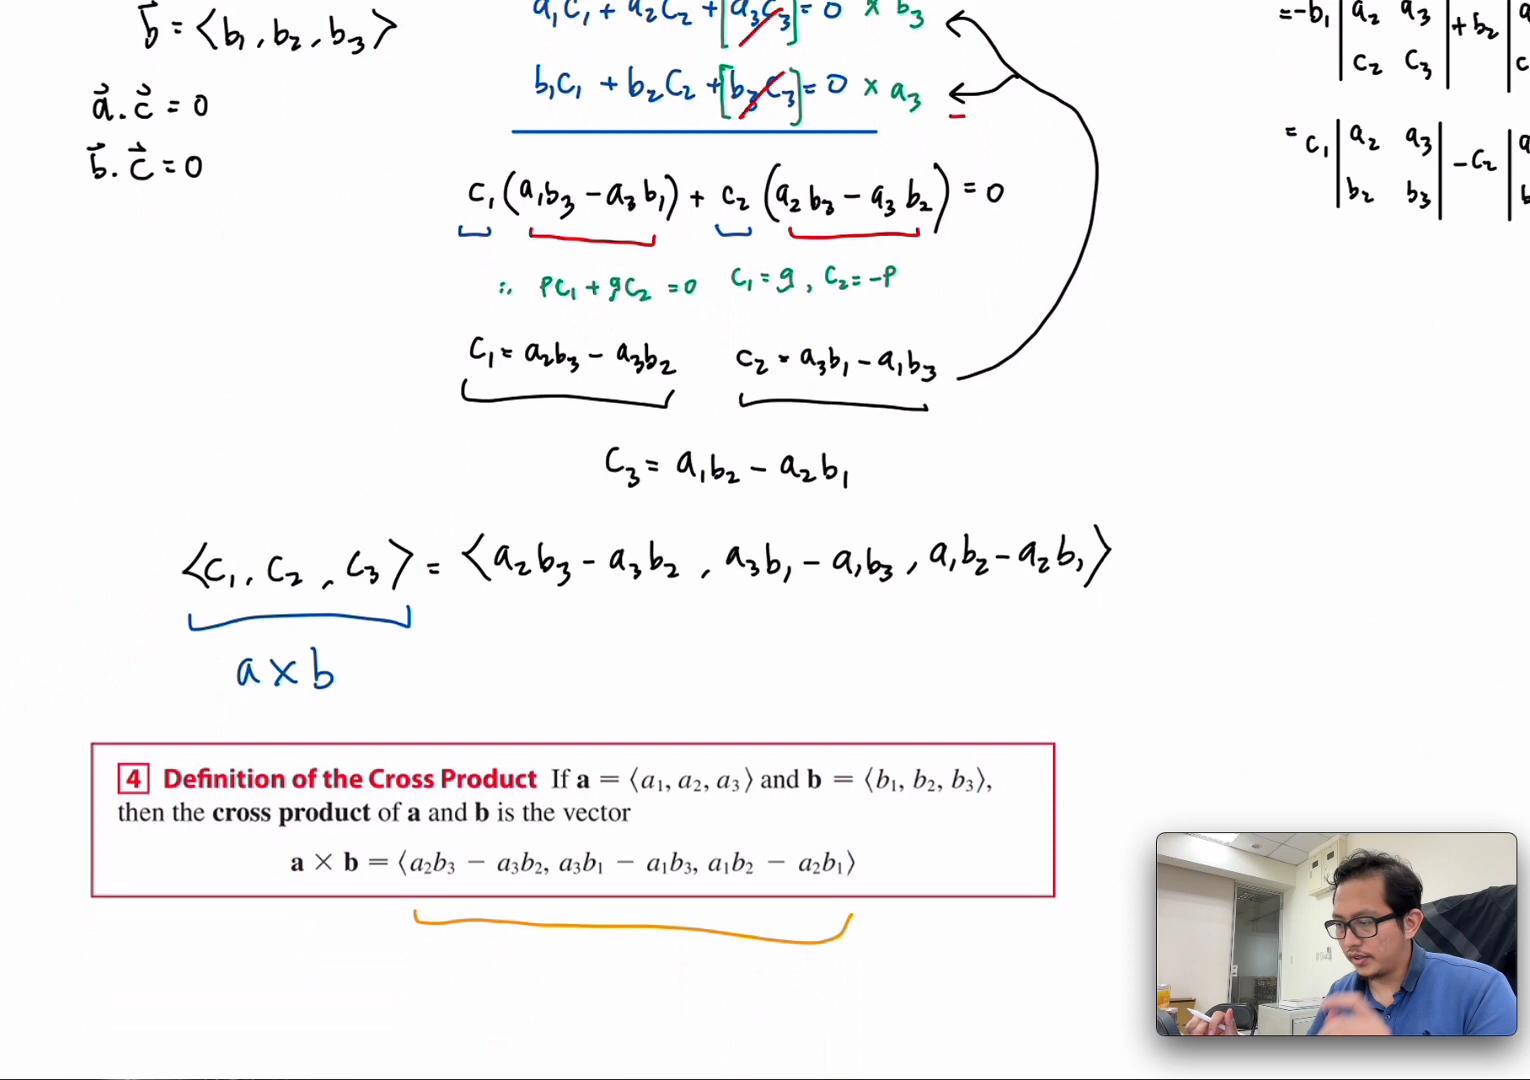 b⃗ = ⟨b₁, b₂, b₃⟩
a⃗ . c⃗ = 0
b⃗ . c⃗ = 0
a₁c₁ + a₂c₂ + [a₃c₃] = 0 × b₃
b₁c₁ + b₂c₂ + [b₃c₃] = 0 × a₃
c₁(a₁b₃ − a₃b₁) + c₂(a₂b₃ − a₃b₂) = 0
∴ pc₁ + qc₂ = 0 c₁ = q, c₂ = −p
c₁ = a₂b₃ − a₃b₂ c₂ = a₃b₁ − a₁b₃
c₃ = a₁b₂ − a₂b₁
⟨c₁, c₂, c₃⟩ = ⟨a₂b₃ − a₃b₂, a₃b₁ − a₁b₃, a₁b₂ − a₂b₁⟩
a × b
4 Definition of the Cross Product If a = ⟨a₁, a₂, a₃⟩ and b = ⟨b₁, b₂, b₃⟩,
then the cross product of a and b is the vector
a × b = ⟨a₂b₃ − a₃b₂, a₃b₁ − a₁b₃, a₁b₂ − a₂b₁⟩
= −b₁ | a₂ a₃ | + b₂ |
c₂ c₃
= c₁ | a₂ a₃ | − c₂ |
b₂ b₃